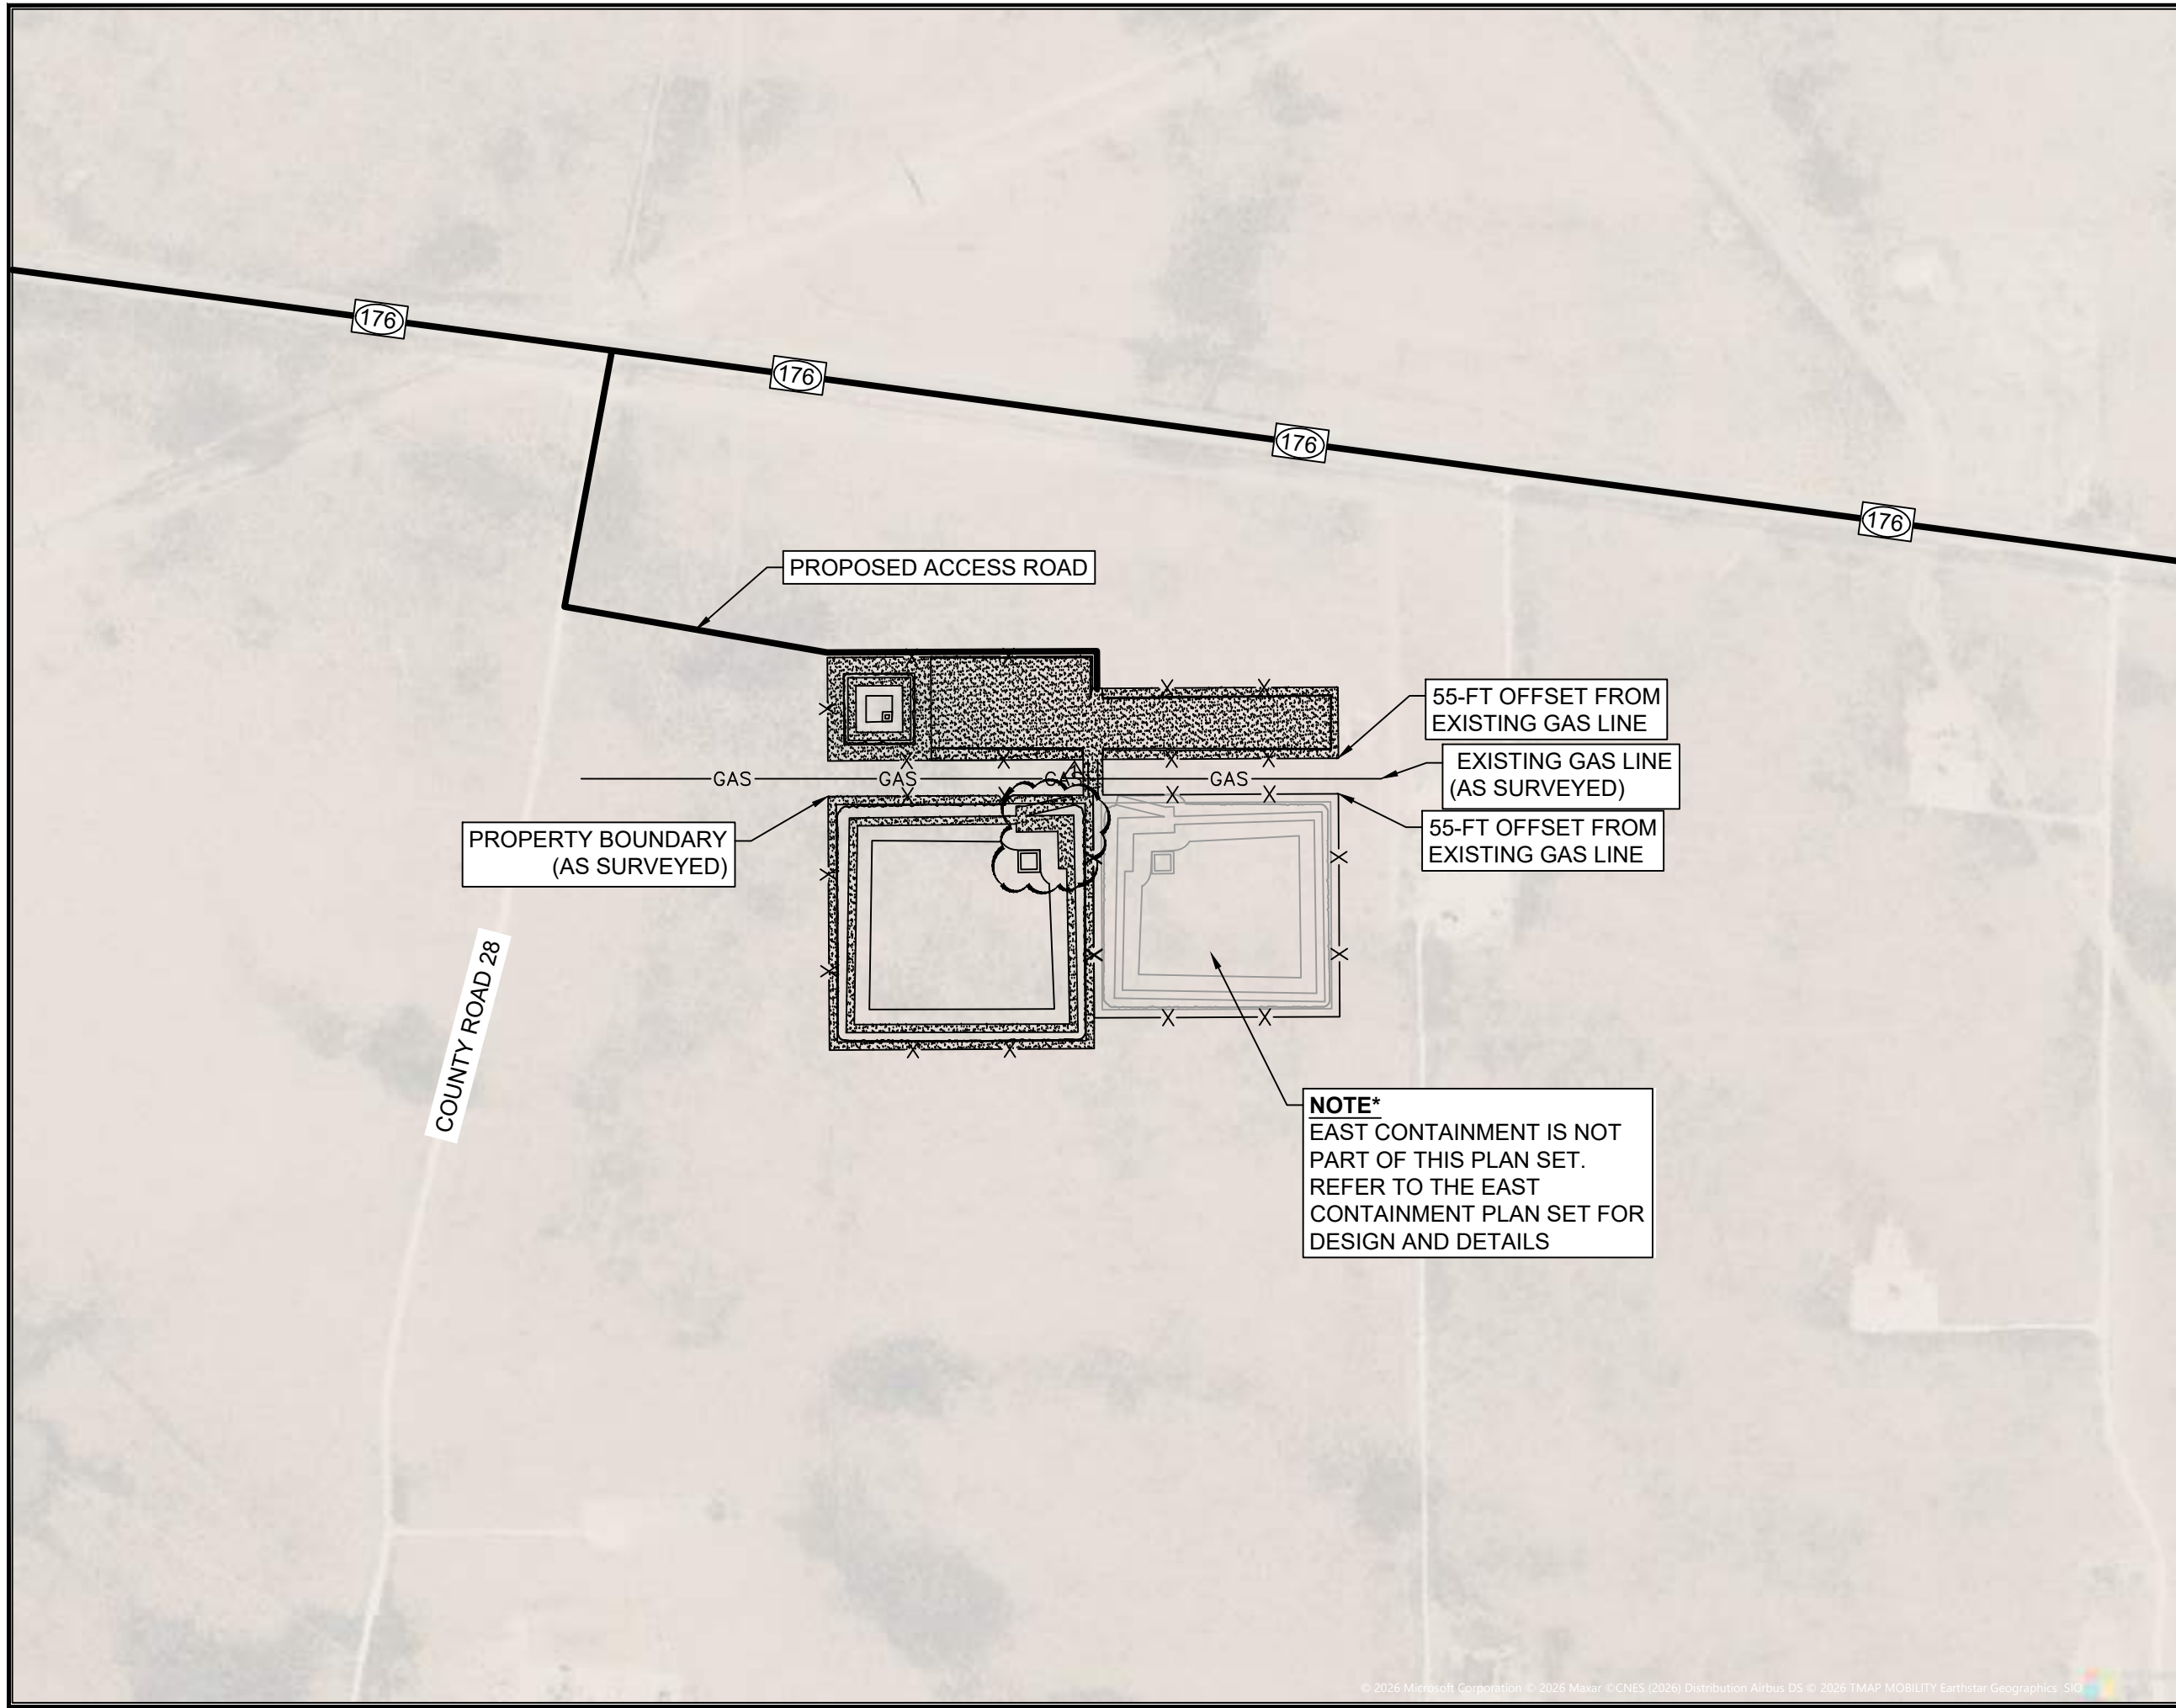 176
176
176
176
PROPOSED ACCESS ROAD
55-FT OFFSET FROM
EXISTING GAS LINE
EXISTING GAS LINE
(AS SURVEYED)
GAS
GAS
GAS
GAS
55-FT OFFSET FROM
EXISTING GAS LINE
PROPERTY BOUNDARY
(AS SURVEYED)
COUNTY ROAD 28
NOTE*
EAST CONTAINMENT IS NOT
PART OF THIS PLAN SET.
REFER TO THE EAST
CONTAINMENT PLAN SET FOR
DESIGN AND DETAILS
© 2026 Microsoft Corporation © 2026 Maxar ©CNES (2026) Distribution Airbus DS © 2026 TMAP MOBILITY Earthstar Geographics SIO